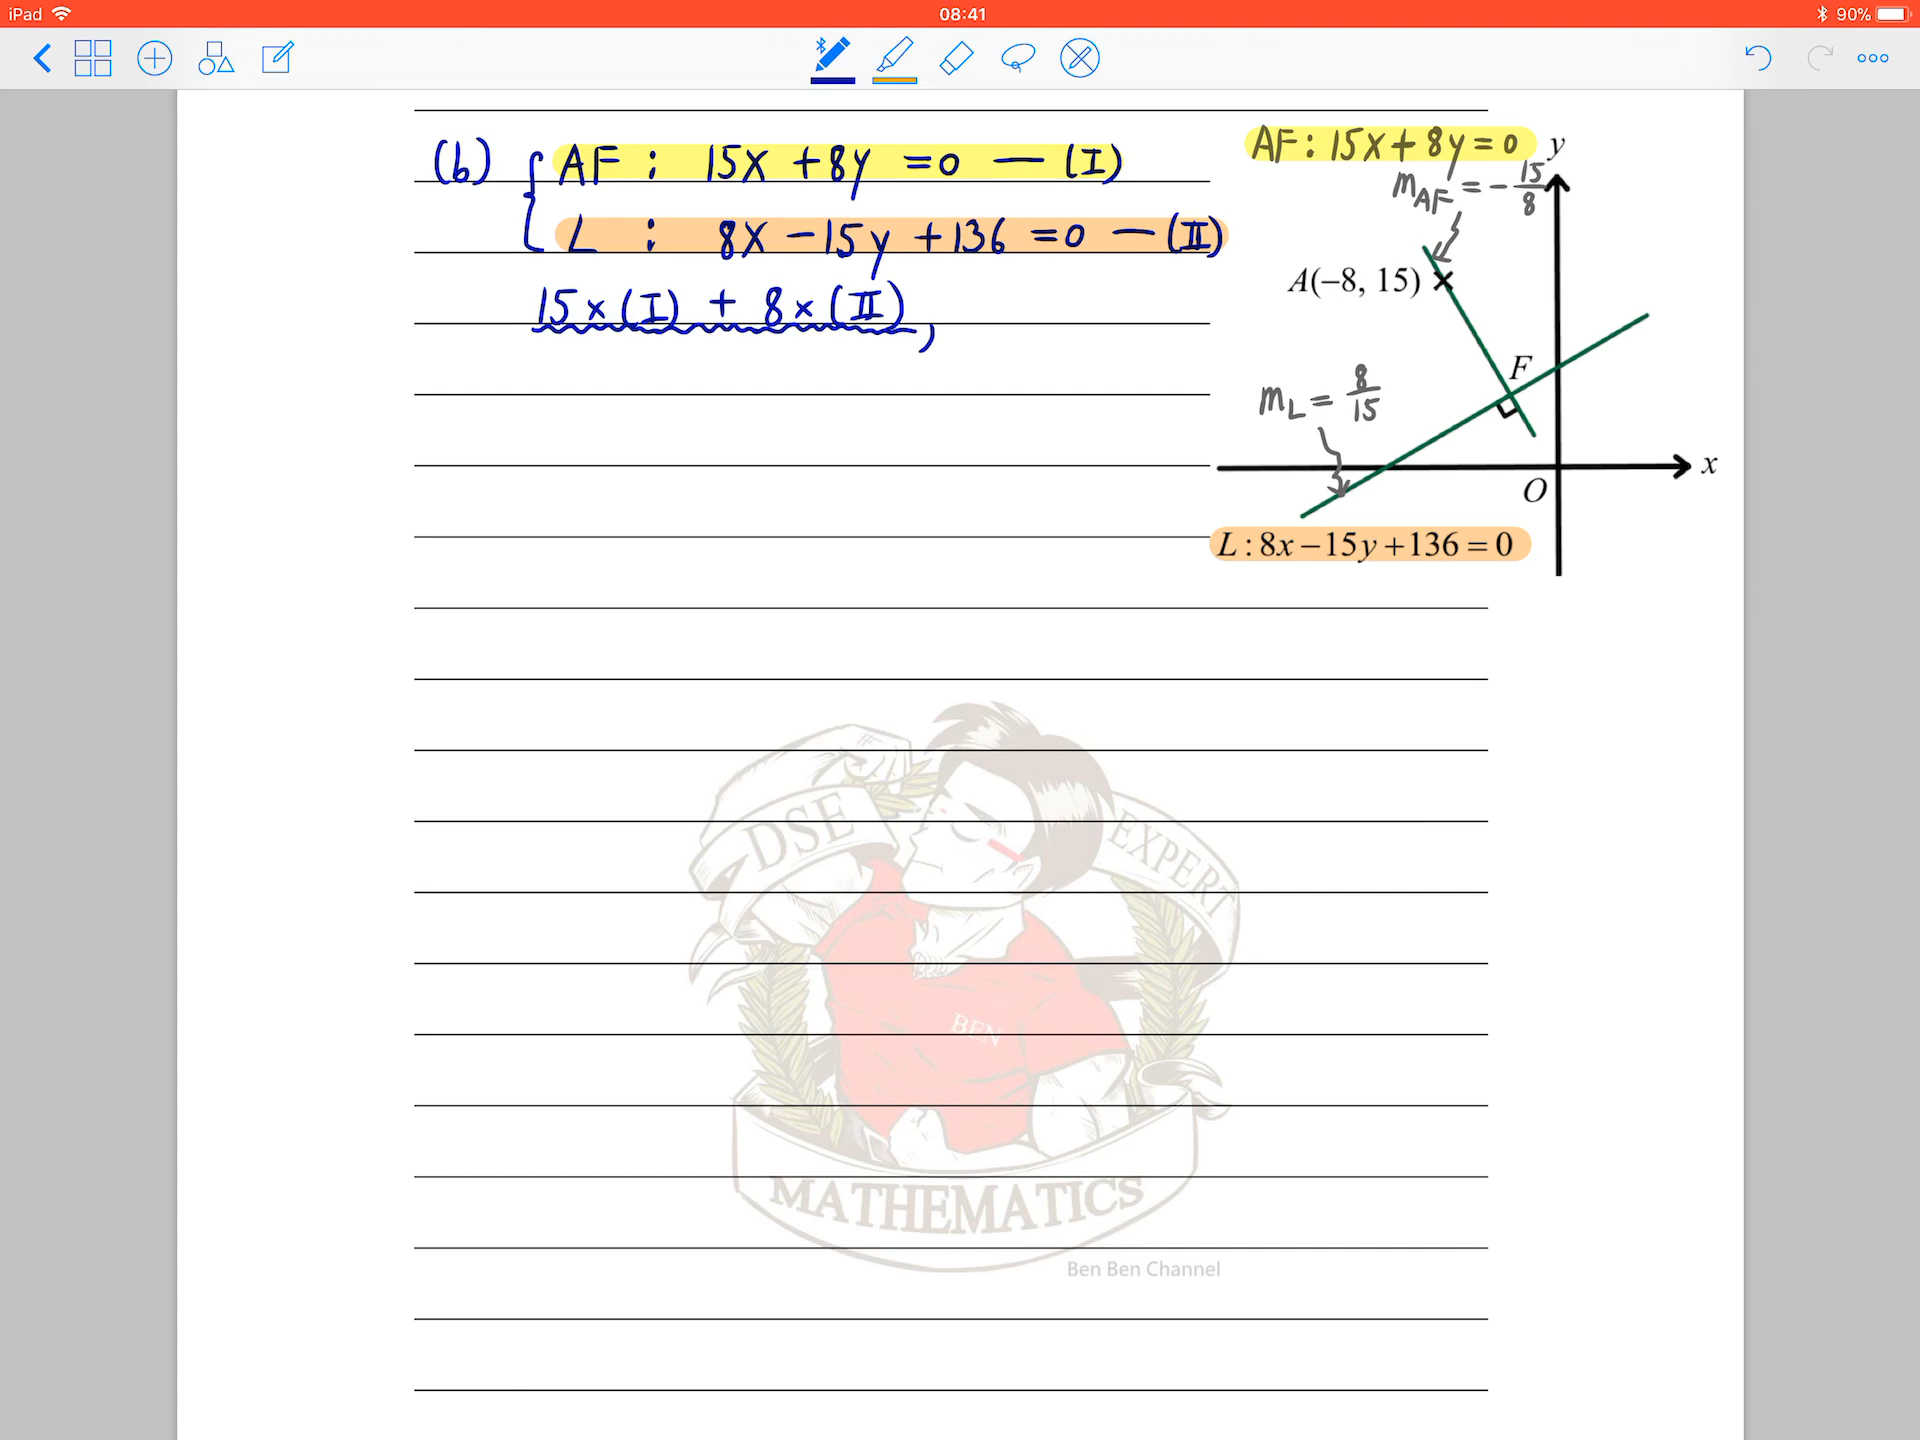 iPad 08:41 90%
(b) { AF : 15x + 8y = 0 — (I)
L : 8x − 15y + 136 = 0 — (II)
15 × (I) + 8 × (II) ,
AF : 15x + 8y = 0
y
m_AF = − 15/8
A(−8, 15)
F
m_L = 8/15
x
O
L : 8x − 15y + 136 = 0
DSE EXPERT
BEN
MATHEMATICS
Ben Ben Channel